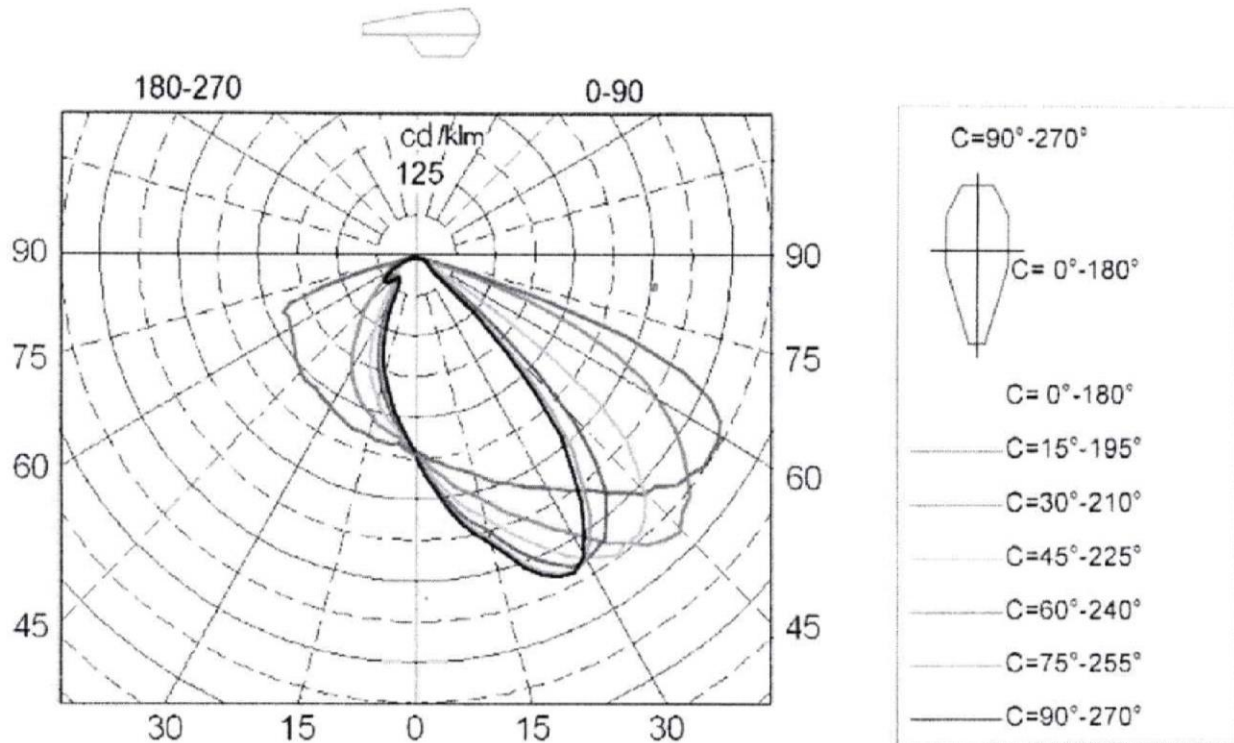 180-270 0-90
cd/klm
125
90 90
75 75
60 60
45 45
30 15 0 15 30
C=90°-270°
C= 0°-180°
C= 0°-180°
C=15°-195°
C=30°-210°
C=45°-225°
C=60°-240°
C=75°-255°
C=90°-270°